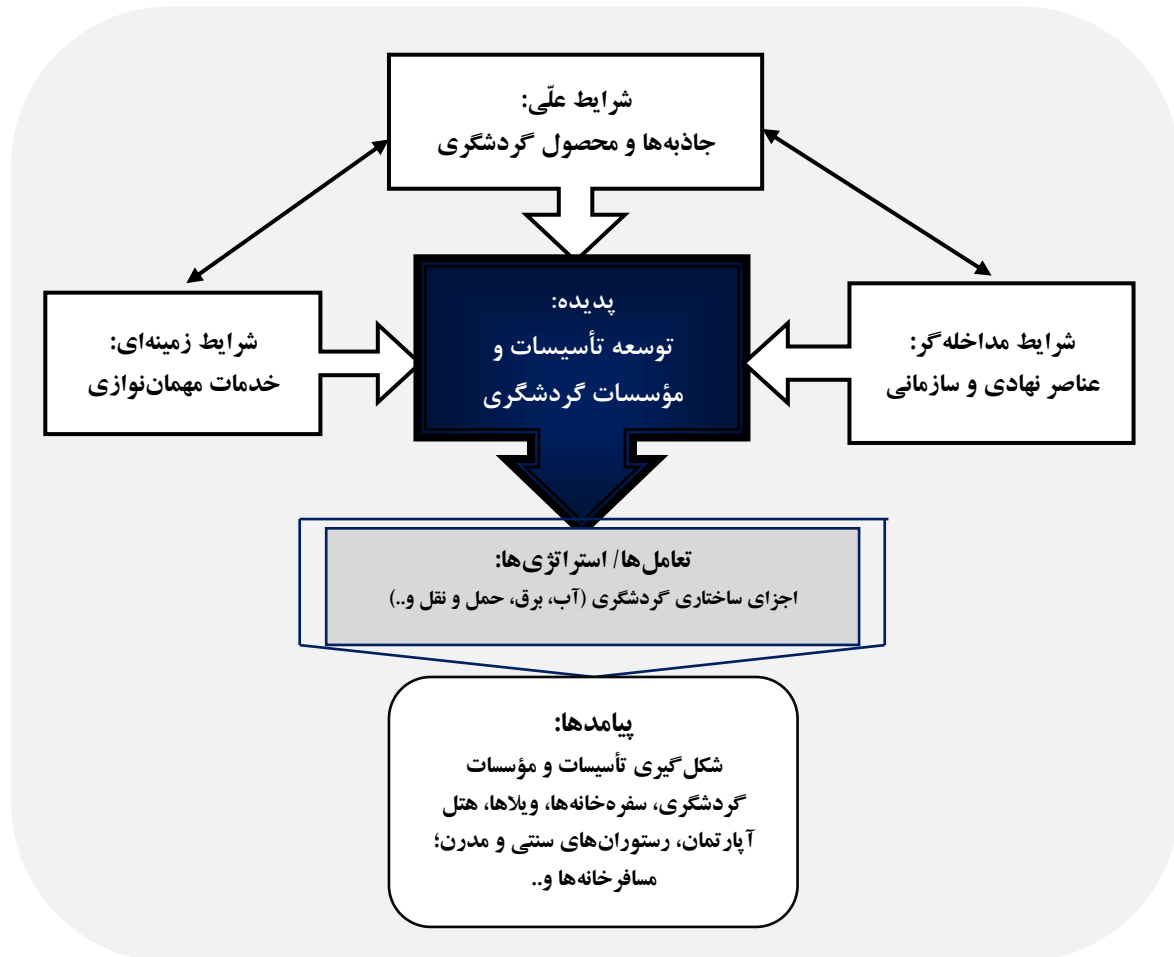 شرایط علّی:
جاذبه‌ها و محصول گردشگری
شرایط مداخله‌گر:
عناصر نهادی و سازمانی
پدیده:
توسعه تأسیسات و
مؤسسات گردشگری
شرایط زمینه‌ای:
خدمات مهمان‌نوازی
تعامل‌ها/ استراتژی‌ها:
اجزای ساختاری گردشگری (آب، برق، حمل و نقل و..)
پیامدها:
شکل‌گیری تأسیسات و مؤسسات
گردشگری، سفره‌خانه‌ها، ویلاها، هتل
آپارتمان، رستوران‌های سنتی و مدرن؛
مسافرخانه‌ها و..